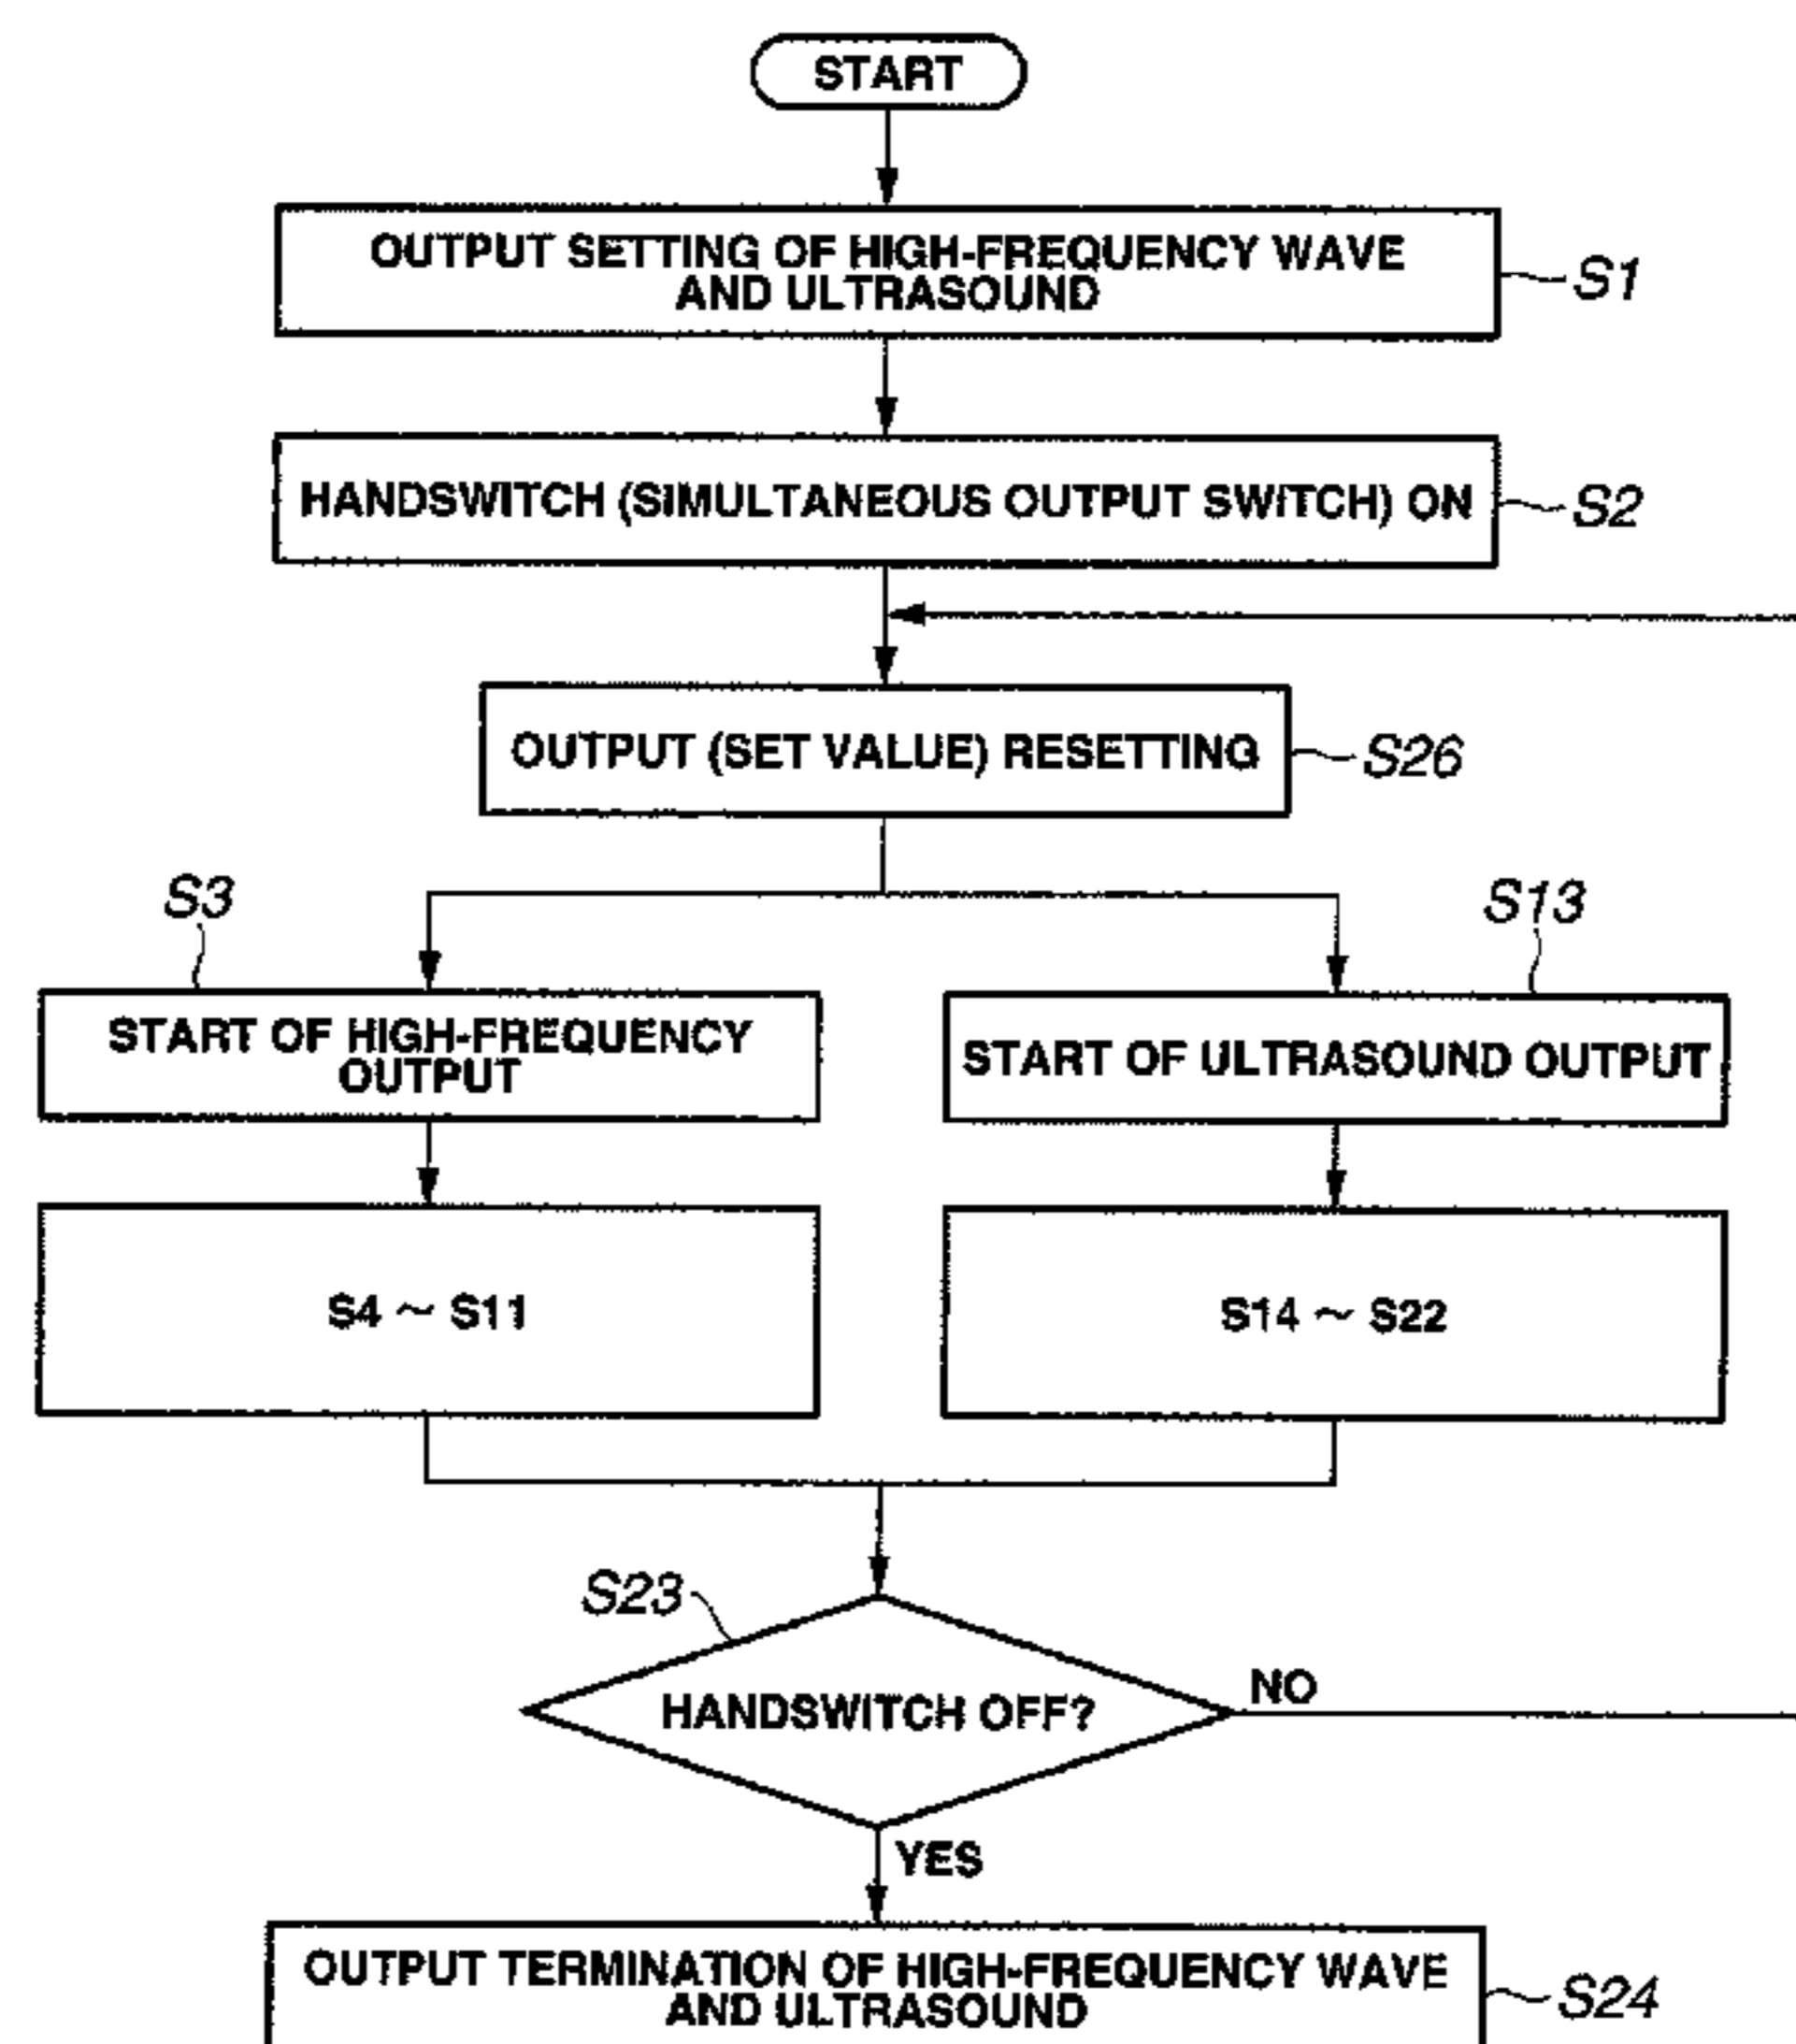 START
OUTPUT SETTING OF HIGH-FREQUENCY WAVE
AND ULTRASOUND
S1
HANDSWITCH (SIMULTANEOUS OUTPUT SWITCH) ON
S2
OUTPUT (SET VALUE) RESETTING
S26
S3
S13
START OF HIGH-FREQUENCY
OUTPUT
START OF ULTRASOUND OUTPUT
S4 ~ S11
S14 ~ S22
S23
HANDSWITCH OFF?
NO
YES
OUTPUT TERMINATION OF HIGH-FREQUENCY WAVE
AND ULTRASOUND
S24